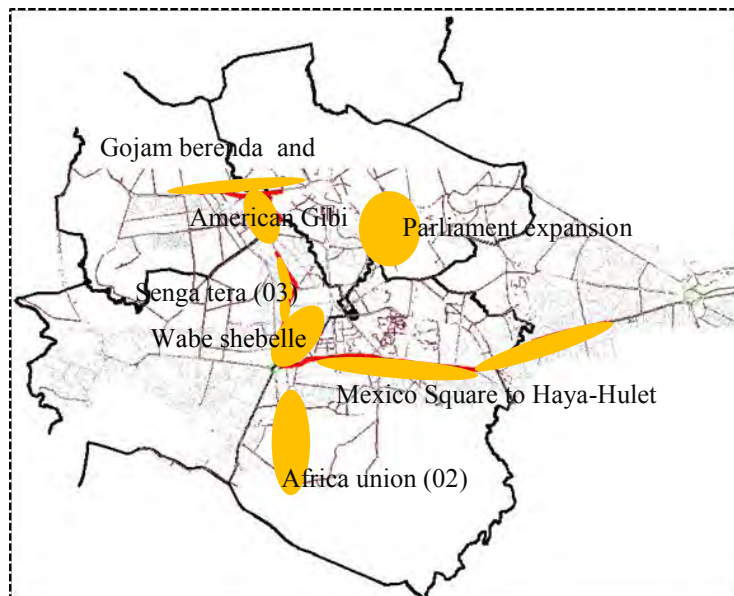 Gojam berenda and
American Gibi
Parliament expansion
Senga tera (03)
Wabe shebelle
Mexico Square to Haya-Hulet
Africa union (02)